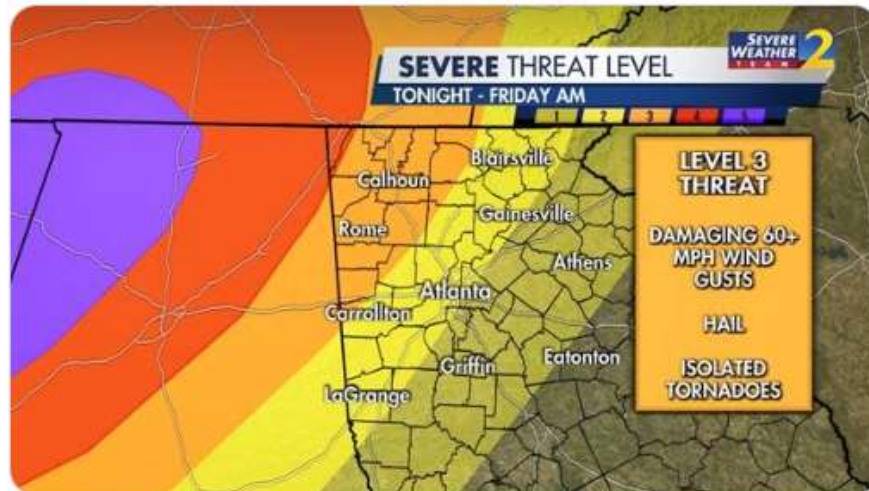 SEVERE THREAT LEVEL
TONIGHT - FRIDAY AM
SEVERE
WEATHER
TEAM
2
1 2 3 4 5
LEVEL 3
THREAT
DAMAGING 60+
MPH WIND
GUSTS
HAIL
ISOLATED
TORNADOES
Blairsville
Calhoun
Gainesville
Rome
Athens
Atlanta
Carrollton
Griffin
Eatonton
LaGrange